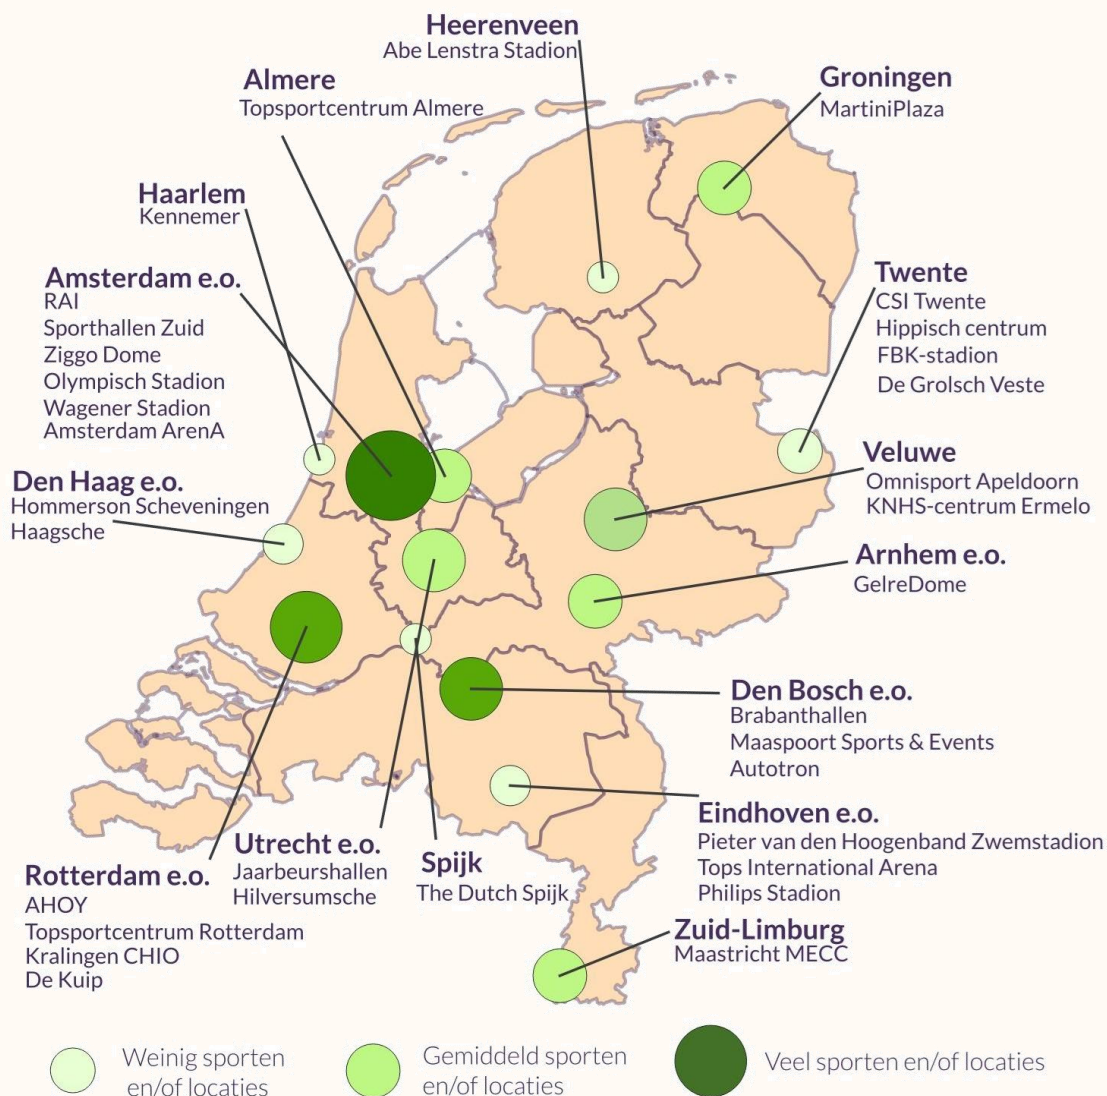 Heerenveen
Abe Lenstra Stadion
Almere
Topsportcentrum Almere
Groningen
MartiniPlaza
Haarlem
Kennemer
Amsterdam e.o.
RAI
Sporthallen Zuid
Ziggo Dome
Olympisch Stadion
Wagener Stadion
Amsterdam ArenA
Twente
CSI Twente
Hippisch centrum
FBK-stadion
De Grolsch Veste
Den Haag e.o.
Hommerson Scheveningen
Haagsche
Veluwe
Omnisport Apeldoorn
KNHS-centrum Ermelo
Arnhem e.o.
GelreDome
Den Bosch e.o.
Brabanthallen
Maaspoort Sports & Events
Autotron
Eindhoven e.o.
Pieter van den Hoogenband Zwemstadion
Tops International Arena
Philips Stadion
Rotterdam e.o.
AHOY
Topsportcentrum Rotterdam
Kralingen CHIO
De Kuip
Utrecht e.o.
Jaarbeurshallen
Hilversumsche
Spijk
The Dutch Spijk
Zuid-Limburg
Maastricht MECC
Weinig sporten
en/of locaties
Gemiddeld sporten
en/of locaties
Veel sporten en/of locaties